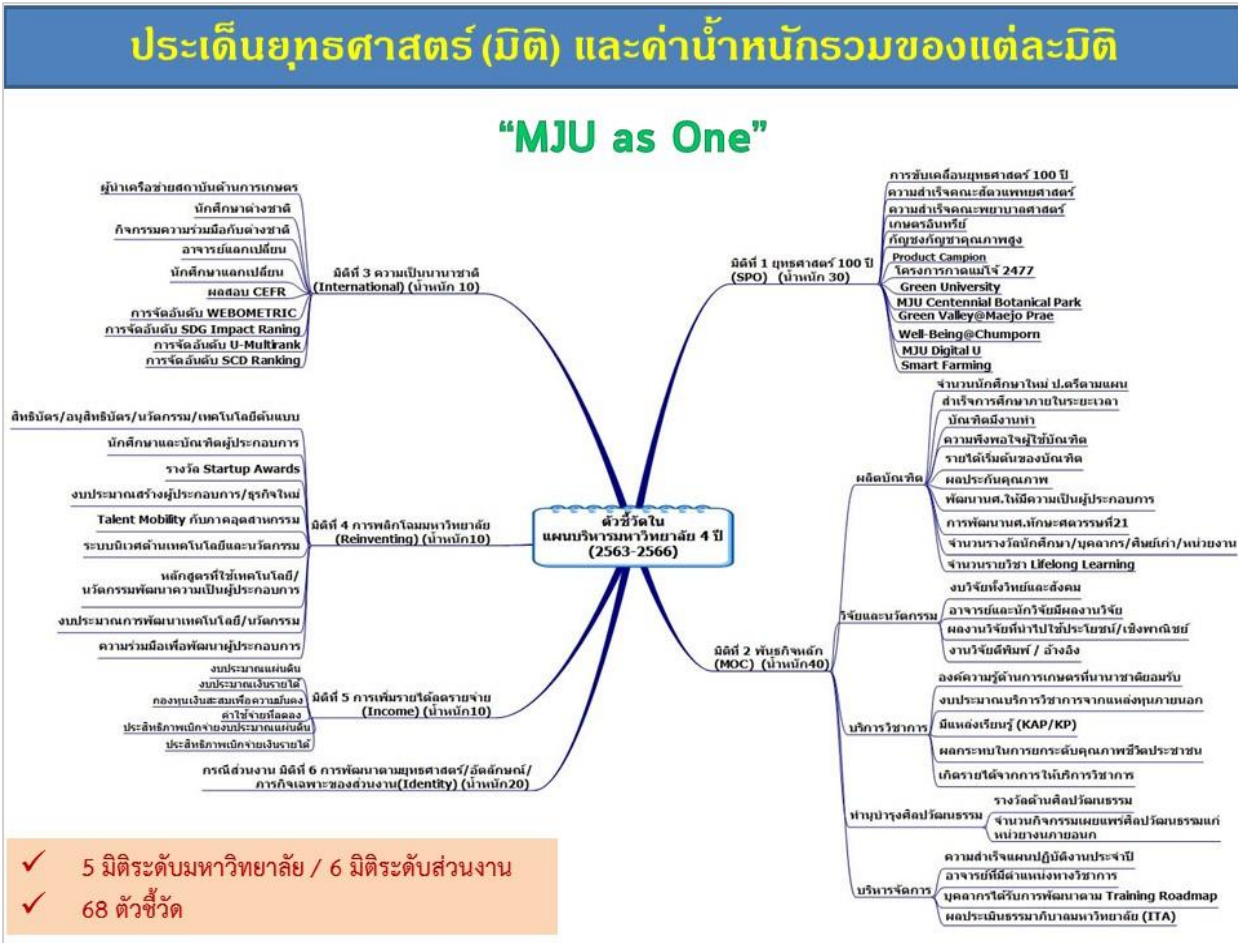 ประเด็นยุทธศาสตร์ (มิติ) และค่าน้ำหนักรวมของแต่ละมิติ
“MJU as One”
ตัวชี้วัดใน
แผนบริหารมหาวิทยาลัย 4 ปี
(2563-2566)
มิติที่ 1 ยุทธศาสตร์ 100 ปี
(SPO) (น้ำหนัก 30)
การขับเคลื่อนยุทธศาสตร์ 100 ปี
ความสำเร็จคณะสัตวแพทยศาสตร์
ความสำเร็จคณะพยาบาลศาสตร์
เกษตรอินทรีย์
กัญชงกัญชาคุณภาพสูง
Product Campion
โครงการกาดแม่โจ้ 2477
Green University
MJU Centennial Botanical Park
Green Valley@Maejo Prae
Well-Being@Chumporn
MJU Digital U
Smart Farming
มิติที่ 2 พันธกิจหลัก
(MOC) (น้ำหนัก40)
ผลิตบัณฑิต
จำนวนนักศึกษาใหม่ ป.ตรีตามแผน
สำเร็จการศึกษาภายในระยะเวลา
บัณฑิตมีงานทำ
ความพึงพอใจผู้ใช้บัณฑิต
รายได้เริ่มต้นของบัณฑิต
ผลประกันคุณภาพ
พัฒนานศ.ให้มีความเป็นผู้ประกอบการ
การพัฒนานศ.ทักษะศตวรรษที่21
จำนวนรางวัลนักศึกษา/บุคลากร/ศิษย์เก่า/หน่วยงาน
จำนวนรายวิชา Lifelong Learning
วิจัยและนวัตกรรม
งบวิจัยทั้งวิทย์และสังคม
อาจารย์และนักวิจัยมีผลงานวิจัย
ผลงานวิจัยที่นำไปใช้ประโยชน์/เชิงพาณิชย์
งานวิจัยตีพิมพ์ / อ้างอิง
บริการวิชาการ
องค์ความรู้ด้านการเกษตรที่นานาชาติยอมรับ
งบประมาณบริการวิชาการจากแหล่งทุนภายนอก
มีแหล่งเรียนรู้ (KAP/KP)
ผลกระทบในการยกระดับคุณภาพชีวิตประชาชน
เกิดรายได้จากการให้บริการวิชาการ
ทำนุบำรุงศิลปวัฒนธรรม
รางวัลด้านศิลปวัฒนธรรม
จำนวนกิจกรรมเผยแพร่ศิลปวัฒนธรรมแก่
หน่วยางนภายอนก
บริหารจัดการ
ความสำเร็จแผนปฏิบัติงานประจำปี
อาจารย์ที่มีตำแหน่งทางวิชาการ
บุคลากรได้รับการพัฒนาตาม Training Roadmap
ผลประเมินธรรมาภิบาลมหาวิทยาลัย (ITA)
มิติที่ 3 ความเป็นนานาชาติ
(International) (น้ำหนัก 10)
ผู้นำเครือข่ายสถาบันด้านการเกษตร
นักศึกษาต่างชาติ
กิจกรรมความร่วมมือกับต่างชาติ
อาจารย์แลกเปลี่ยน
นักศึกษาแลกเปลี่ยน
ผลสอบ CEFR
การจัดอันดับ WEBOMETRIC
การจัดอันดับ SDG Impact Raning
การจัดอันดับ U-Multirank
การจัดอันดับ SCD Ranking
มิติที่ 4 การพลิกโฉมมหาวิทยาลัย
(Reinventing) (น้ำหนัก10)
สิทธิบัตร/อนุสิทธิบัตร/นวัตกรรม/เทคโนโลยีต้นแบบ
นักศึกษาและบัณฑิตผู้ประกอบการ
รางวัล Startup Awards
งบประมาณสร้างผู้ประกอบการ/ธุรกิจใหม่
Talent Mobility กับภาคอุตสาหกรรม
ระบบนิเวศด้านเทคโนโลยีและนวัตกรรม
หลักสูตรที่ใช้เทคโนโลยี/
นวัตกรรมพัฒนาความเป็นผู้ประกอบการ
งบประมาณการพัฒนาเทคโนโลยี/นวัตกรรม
ความร่วมมือเพื่อพัฒนาผู้ประกอบการ
มิติที่ 5 การเพิ่มรายได้ลดรายจ่าย
(Income) (น้ำหนัก10)
งบประมาณแผ่นดิน
งบประมาณเงินรายได้
กองทุนเงินสะสมเพื่อความมั่นคง
ค่าใช้จ่ายที่ลดลง
ประสิทธิภาพเบิกจ่ายงบประมาณแผ่นดิน
ประสิทธิภาพเบิกจ่ายเงินรายได้
กรณีส่วนงาน มิติที่ 6 การพัฒนาตามยุทธศาสตร์/อัตลักษณ์/
ภารกิจเฉพาะของส่วนงาน(Identity) (น้ำหนัก20)
5 มิติระดับมหาวิทยาลัย / 6 มิติระดับส่วนงาน
68 ตัวชี้วัด